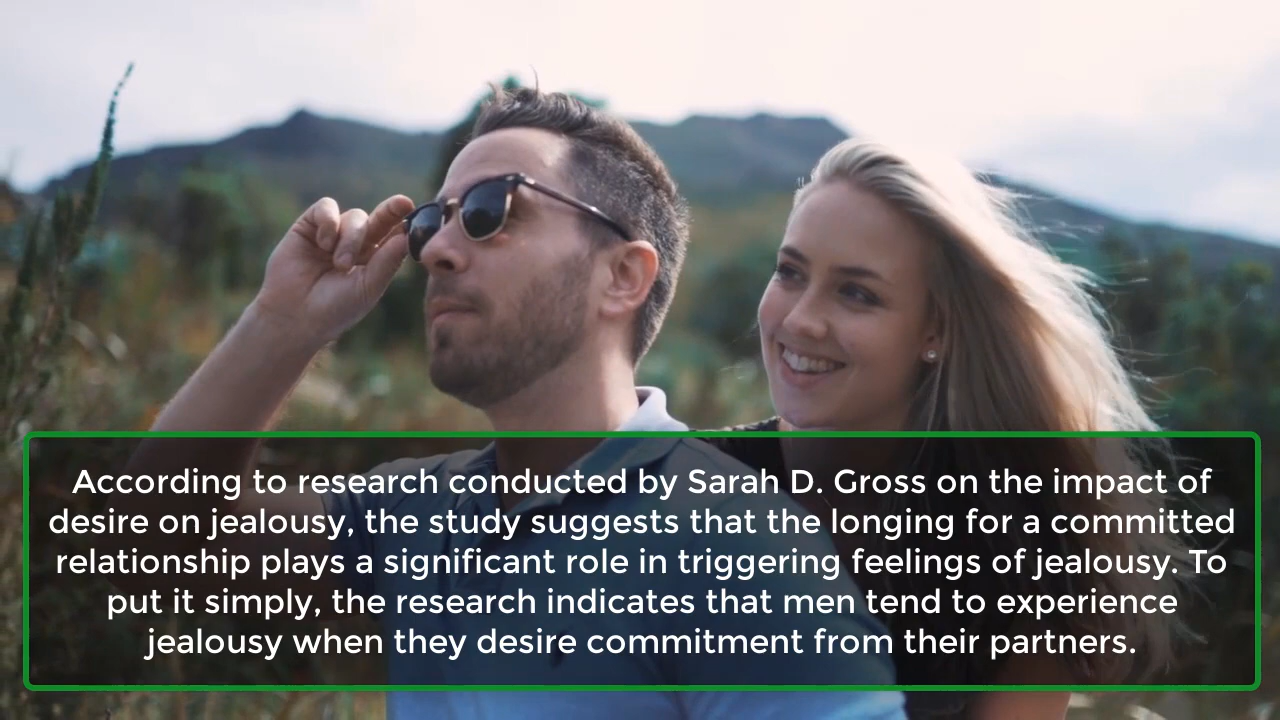 According to research conducted by Sarah D. Gross on the impact of
desire on jealousy, the study suggests that the longing for a committed
relationship plays a significant role in triggering feelings of jealousy. To
put it simply, the research indicates that men tend to experience
jealousy when they desire commitment from their partners.